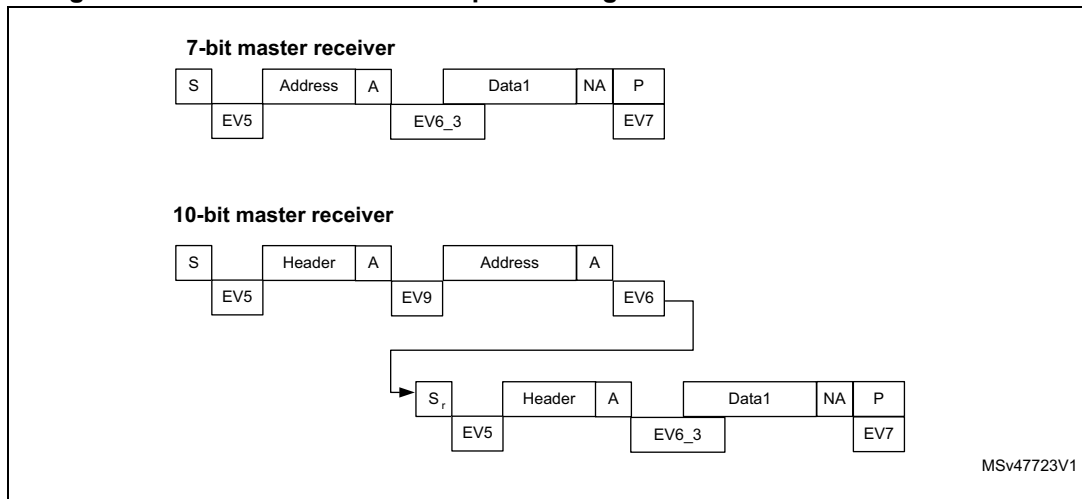 7-bit master receiver
S Address A Data1 NA P
EV5 EV6_3 EV7
10-bit master receiver
S Header A Address A
EV5 EV9 EV6
Sr Header A Data1 NA P
EV5 EV6_3 EV7
MSv47723V1